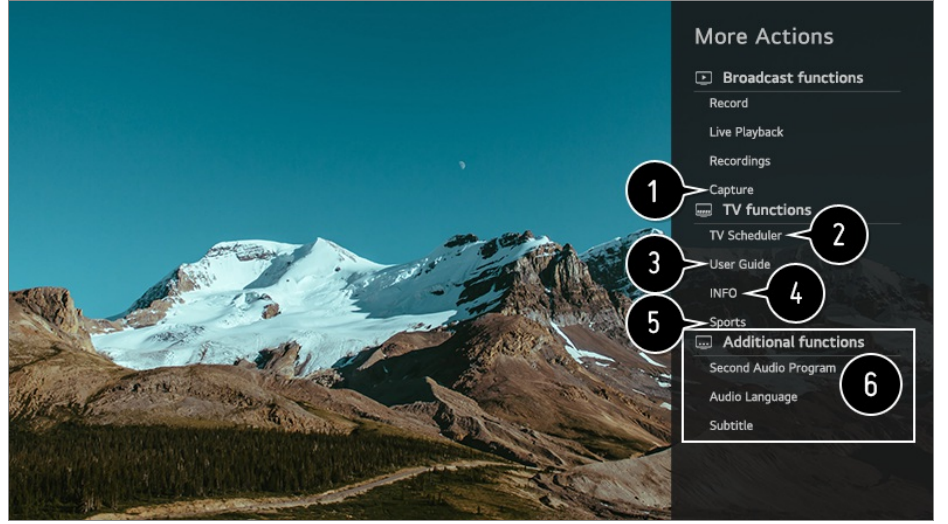 More Actions
Broadcast functions
Record
Live Playback
Recordings
1 Capture
TV functions
TV Scheduler 2
3 User Guide
INFO 4
5 Sports
Additional functions
Second Audio Program
6
Audio Language
Subtitle